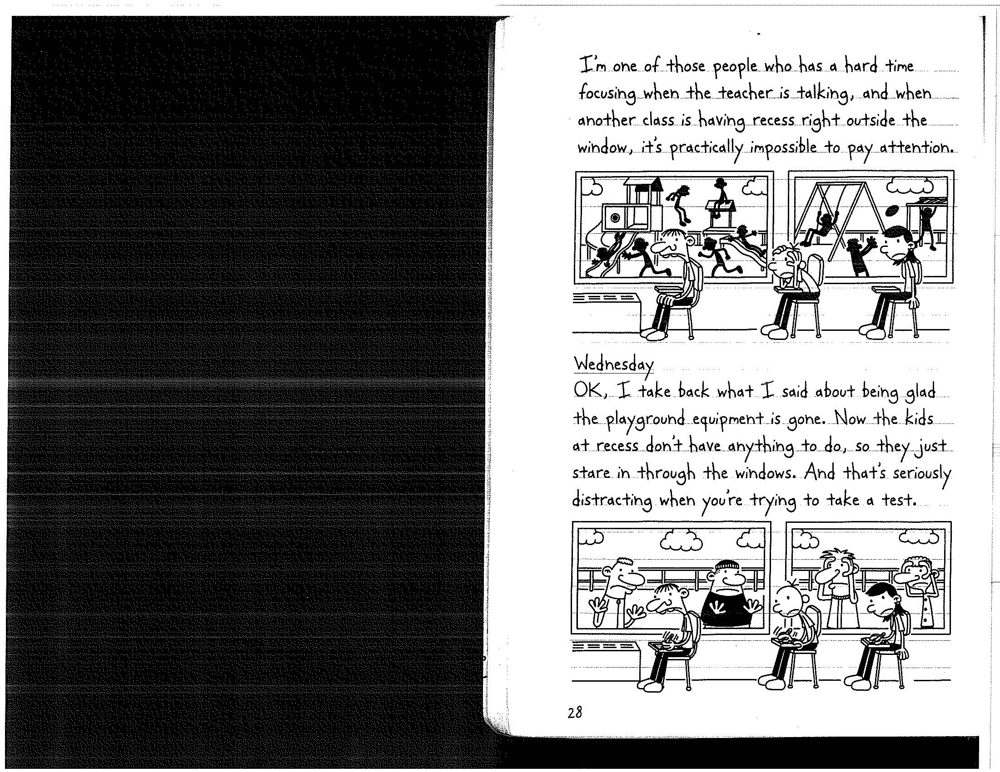 I'm one of those people who has a hard time
focusing when the teacher is talking, and when
another class is having recess right outside the
window, it's practically impossible to pay attention.
Wednesday
OK, I take back what I said about being glad
the playground equipment is gone. Now the kids
at recess don't have anything to do, so they just
stare in through the windows. And that's seriously
distracting when you're trying to take a test.
28